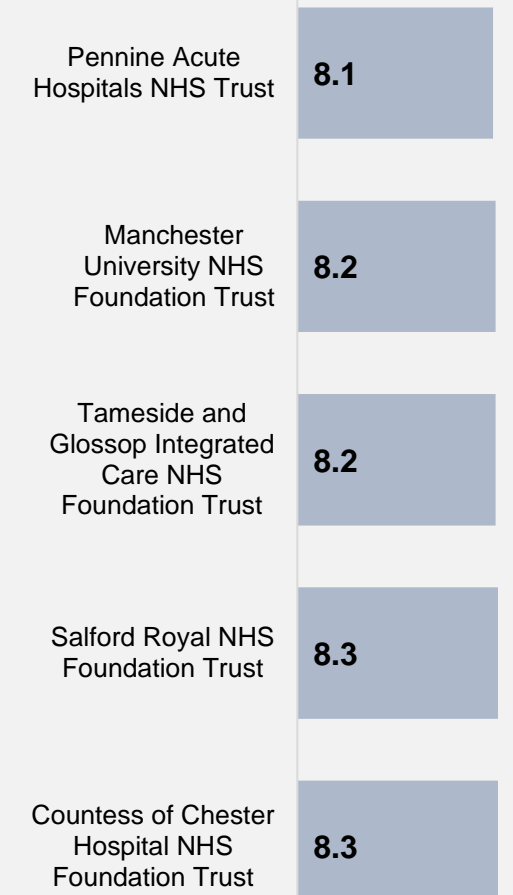 Pennine Acute
Hospitals NHS Trust
8.1
Manchester
University NHS
Foundation Trust
8.2
Tameside and
Glossop Integrated
Care NHS
Foundation Trust
8.2
Salford Royal NHS
Foundation Trust
8.3
Countess of Chester
Hospital NHS
Foundation Trust
8.3